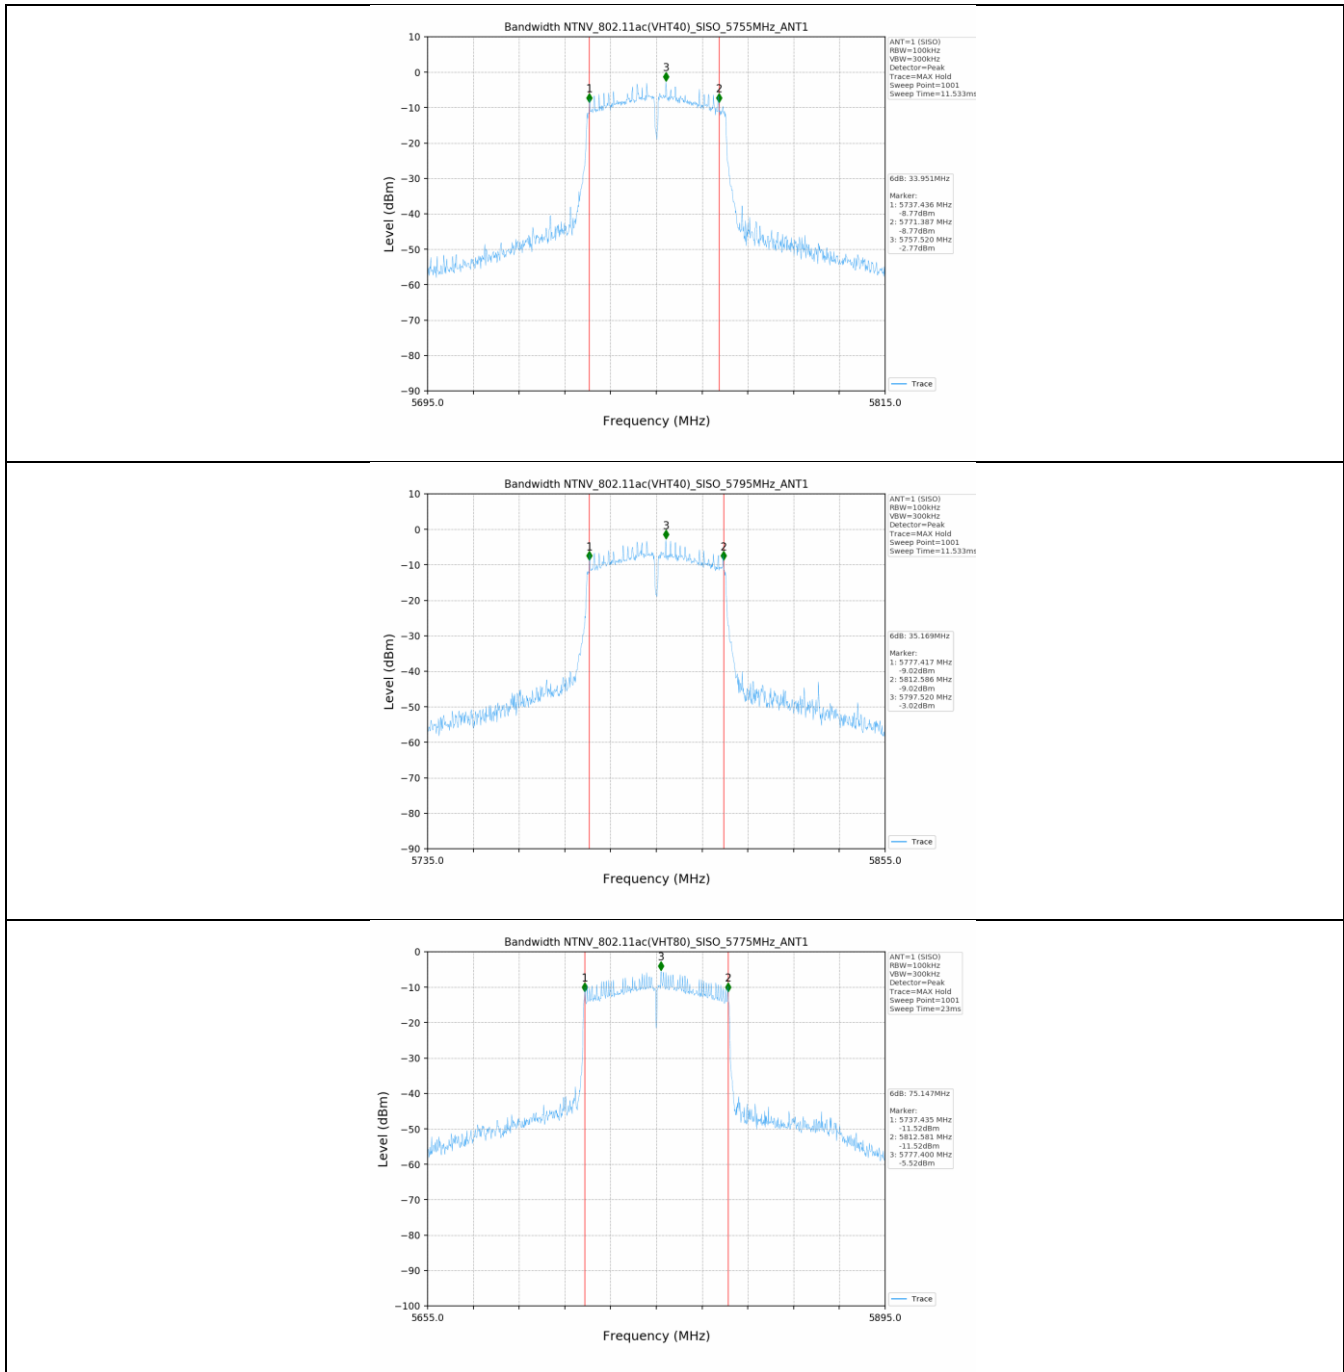 Bandwidth NTNV_802.11ac(VHT40)_SISO_5755MHz_ANT1
10
0
−10
−20
−30
−40
−50
−60
−70
−80
−90
Level (dBm)
1
3
2
5695.0
5815.0
Frequency (MHz)
ANT=1 (SISO)
RBW=100kHz
VBW=300kHz
Detector=Peak
Trace=MAX Hold
Sweep Point=1001
Sweep Time=11.533ms
6dB: 33.951MHz
Marker:
1: 5737.436 MHz
-8.77dBm
2: 5771.387 MHz
-8.77dBm
3: 5757.520 MHz
-2.77dBm
Trace
Bandwidth NTNV_802.11ac(VHT40)_SISO_5795MHz_ANT1
10
0
−10
−20
−30
−40
−50
−60
−70
−80
−90
Level (dBm)
1
3
2
5735.0
5855.0
Frequency (MHz)
ANT=1 (SISO)
RBW=100kHz
VBW=300kHz
Detector=Peak
Trace=MAX Hold
Sweep Point=1001
Sweep Time=11.533ms
6dB: 35.169MHz
Marker:
1: 5777.417 MHz
-9.02dBm
2: 5812.586 MHz
-9.02dBm
3: 5797.520 MHz
-3.02dBm
Trace
Bandwidth NTNV_802.11ac(VHT80)_SISO_5775MHz_ANT1
0
−10
−20
−30
−40
−50
−60
−70
−80
−90
−100
Level (dBm)
1
3
2
5655.0
5895.0
Frequency (MHz)
ANT=1 (SISO)
RBW=100kHz
VBW=300kHz
Detector=Peak
Trace=MAX Hold
Sweep Point=1001
Sweep Time=23ms
6dB: 75.147MHz
Marker:
1: 5737.435 MHz
-11.52dBm
2: 5812.581 MHz
-11.52dBm
3: 5777.400 MHz
-5.52dBm
Trace